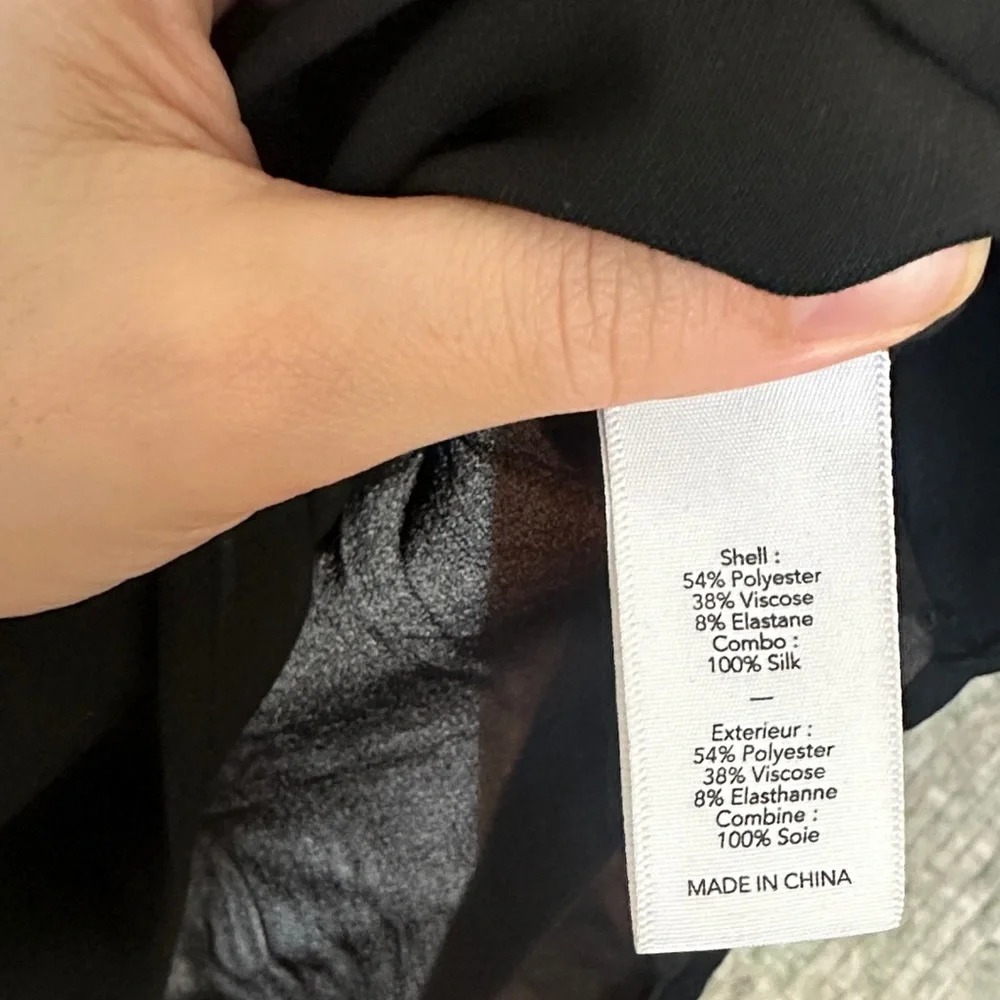 Shell :
54% Polyester
38% Viscose
8% Elastane
Combo :
100% Silk
—
Exterieur :
54% Polyester
38% Viscose
8% Elasthanne
Combine :
100% Soie
MADE IN CHINA